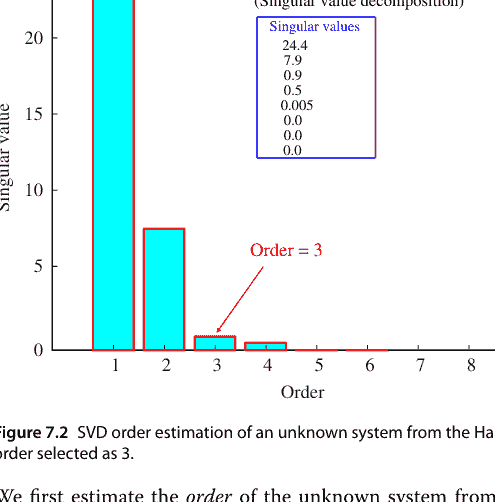 (Singular value decomposition)
Singular values
24.4
7.9
0.9
0.5
0.005
0.0
0.0
0.0
20
15
10
5
0
Singular value
Order = 3
1 2 3 4 5 6 7 8
Order
Figure 7.2 SVD order estimation of an unknown system from the Ha
order selected as 3.
We first estimate the order of the unknown system from